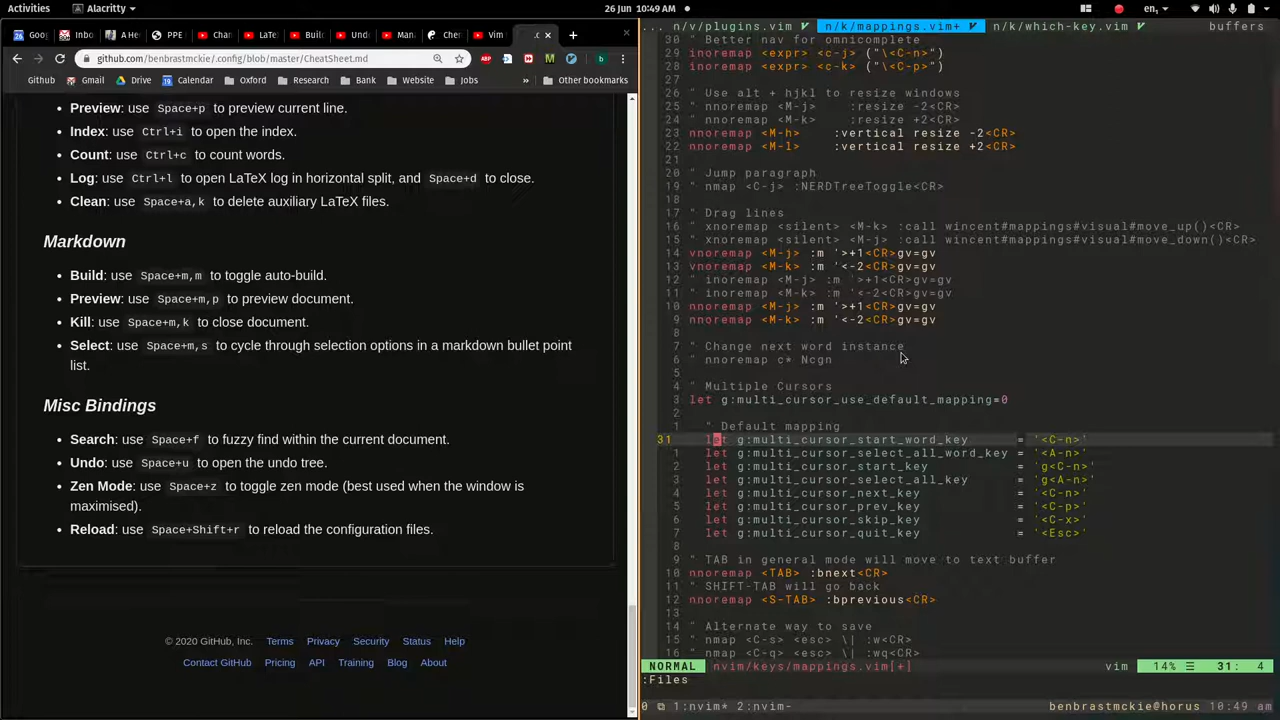 Activities
Alacritty
26 Jun 10:49 AM
en₁
Goog
Inbo
A He
PPE
Cha
LaTe
Buil
Und
Man
Che
Vim
.c
github.com/benbrastmckie/.config/blob/master/CheatSheet.md
Github
Gmail
Drive
Calendar
Oxford
Research
Bank
Website
Jobs
»
Other bookmarks
Preview: use Space+p to preview current line.
Index: use Ctrl+i to open the index.
Count: use Ctrl+c to count words.
Log: use Ctrl+l to open LaTeX log in horizontal split, and Space+d to close.
Clean: use Space+a,k to delete auxiliary LaTeX files.
Markdown
Build: use Space+m,m to toggle auto-build.
Preview: use Space+m,p to preview document.
Kill: use Space+m,k to close document.
Select: use Space+m,s to cycle through selection options in a markdown bullet point
list.
Misc Bindings
Search: use Space+f to fuzzy find within the current document.
Undo: use Space+u to open the undo tree.
Zen Mode: use Space+z to toggle zen mode (best used when the window is
maximised).
Reload: use Space+Shift+r to reload the configuration files.
© 2020 GitHub, Inc. Terms Privacy Security Status Help
Contact GitHub Pricing API Training Blog About
... n/v/plugins.vim n/k/mappings.vim+ n/k/which-key.vim buffers
30 " Better nav for omnicomplete
29 inoremap <expr> <c-j> ("\<C-n>")
28 inoremap <expr> <c-k> ("\<C-p>")
27
26 " Use alt + hjkl to resize windows
25 " nnoremap <M-j> :resize -2<CR>
24 " nnoremap <M-k> :resize +2<CR>
23 nnoremap <M-h> :vertical resize -2<CR>
22 nnoremap <M-l> :vertical resize +2<CR>
21
20 " Jump paragraph
19 " nmap <C-j> :NERDTreeToggle<CR>
18
17 " Drag lines
16 " xnoremap <silent> <M-k> :call wincent#mappings#visual#move_up()<CR>
15 " xnoremap <silent> <M-j> :call wincent#mappings#visual#move_down()<CR>
14 vnoremap <M-j> :m '>+1<CR>gv=gv
13 vnoremap <M-k> :m '<-2<CR>gv=gv
12 " inoremap <M-j> :m '>+1<CR>gv=gv
11 " inoremap <M-k> :m '<-2<CR>gv=gv
10 nnoremap <M-j> :m '>+1<CR>gv=gv
9 nnoremap <M-k> :m '<-2<CR>gv=gv
8
7 " Change next word instance
6 " nnoremap c* Ncgn
5
4 " Multiple Cursors
3 let g:multi_cursor_use_default_mapping=0
2
1 " Default mapping
31 let g:multi_cursor_start_word_key = '<C-n>'
1 let g:multi_cursor_select_all_word_key = '<A-n>'
2 let g:multi_cursor_start_key = 'g<C-n>'
3 let g:multi_cursor_select_all_key = 'g<A-n>'
4 let g:multi_cursor_next_key = '<C-n>'
5 let g:multi_cursor_prev_key = '<C-p>'
6 let g:multi_cursor_skip_key = '<C-x>'
7 let g:multi_cursor_quit_key = '<Esc>'
8
9 " TAB in general mode will move to text buffer
10 nnoremap <TAB> :bnext<CR>
11 " SHIFT-TAB will go back
12 nnoremap <S-TAB> :bprevious<CR>
13
14 " Alternate way to save
15 " nmap <C-s> <esc> \| :w<CR>
16 " nmap <C-q> <esc> \| :wq<CR>
NORMAL nvim/keys/mappings.vim[+] vim 14% ☰ 31: 4
:Files
0 1:nvim* 2:nvim- benbrastmckie@horus 10:49 am